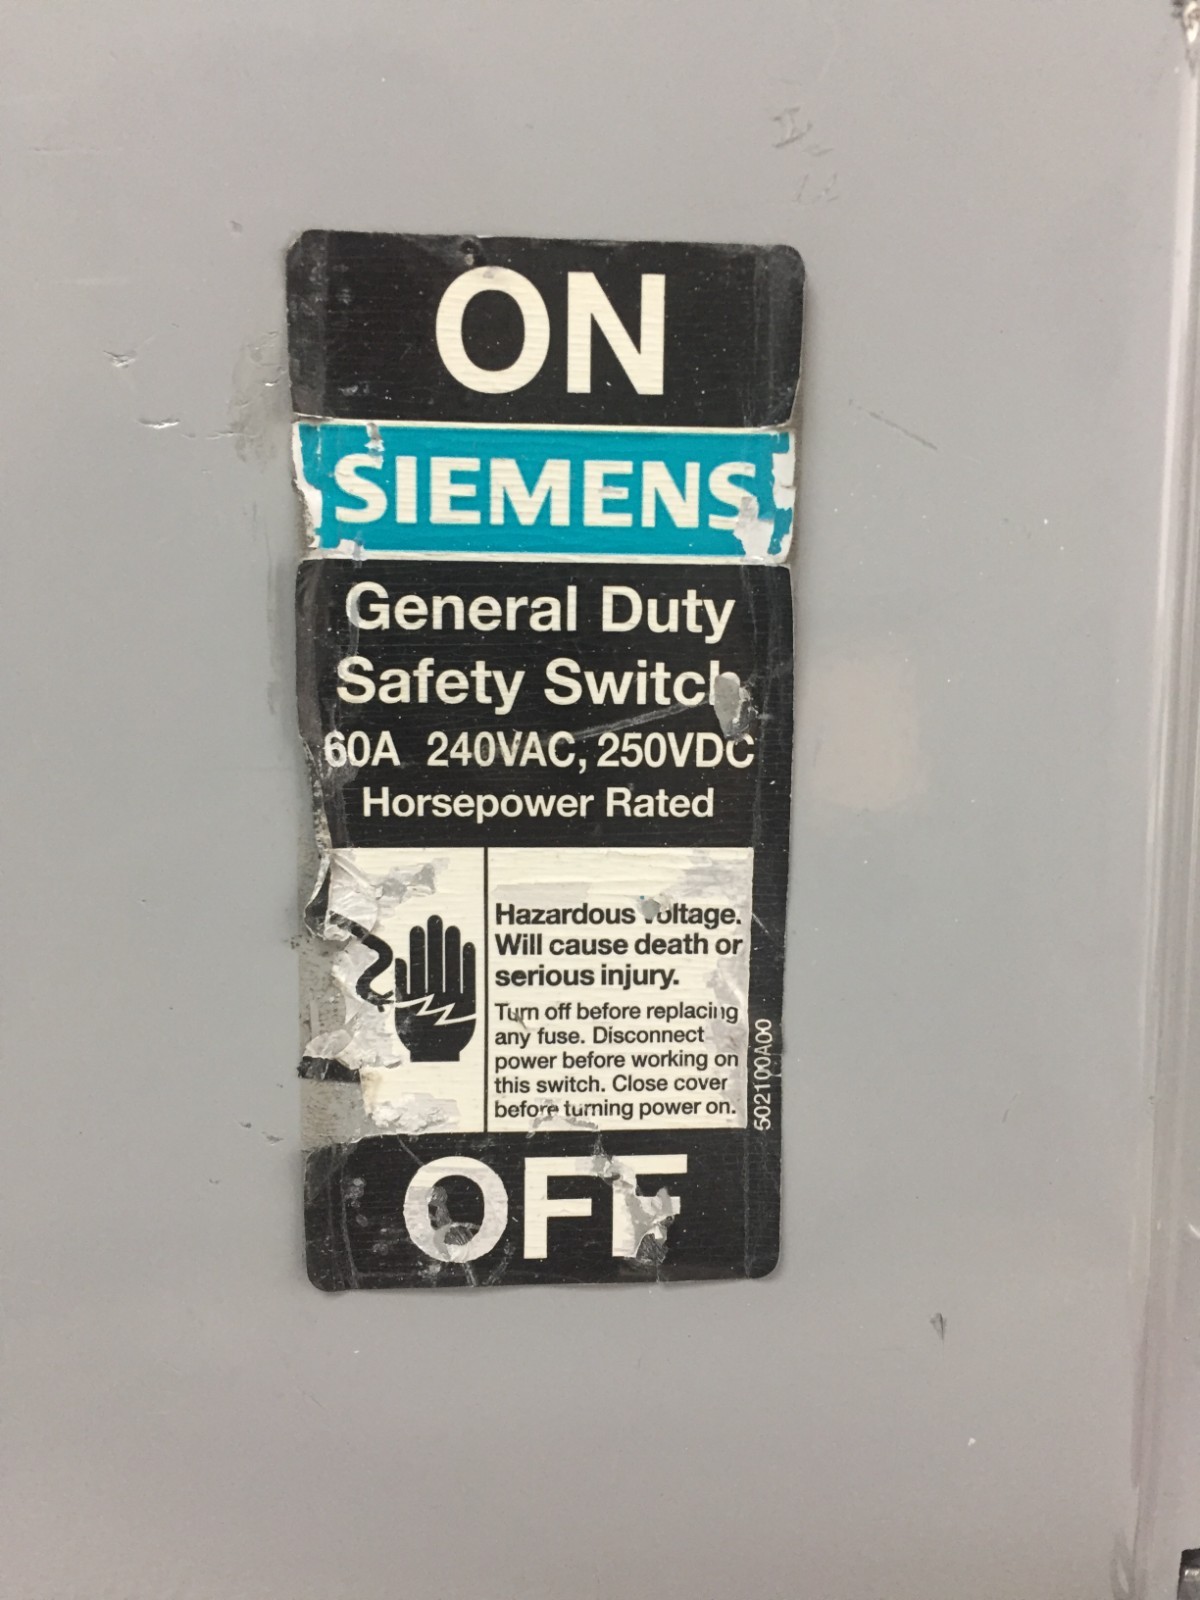 ON
SIEMENS
General Duty
Safety Switch
60A 240VAC, 250VDC
Horsepower Rated
Hazardous Voltage.
Will cause death or
serious injury.
Turn off before replacing
any fuse. Disconnect
power before working on
this switch. Close cover
before turning power on.
502100A00
OFF